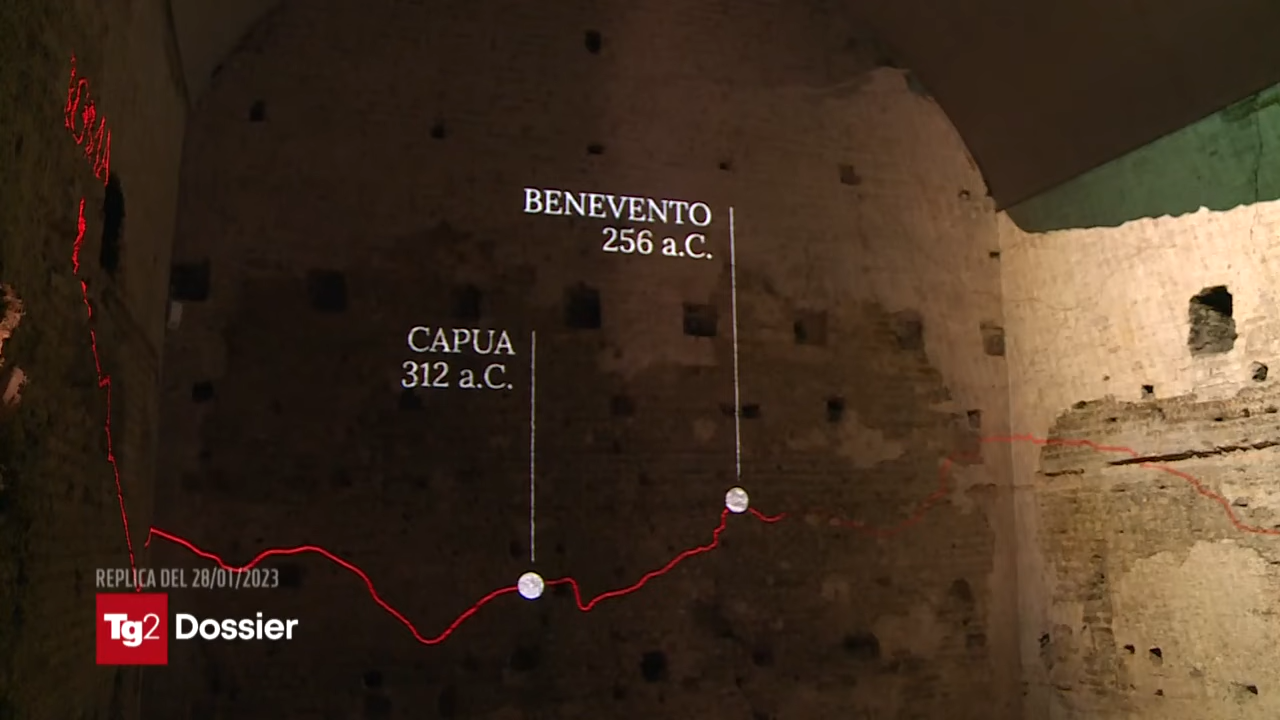 BENEVENTO
256 a.C.
CAPUA
312 a.C.
REPLICA DEL 28/01/2023
Tg2 Dossier